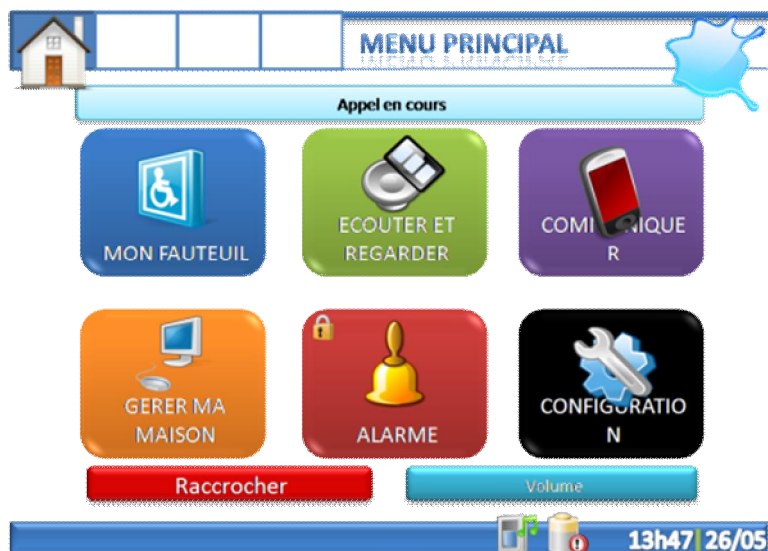 MENU PRINCIPAL
Appel en cours
MON FAUTEUIL
ECOUTER ET
REGARDER
COMMUNIQUE
R
GERER MA
MAISON
ALARME
CONFIGURATIO
N
Raccrocher
Volume
13h47 26/05